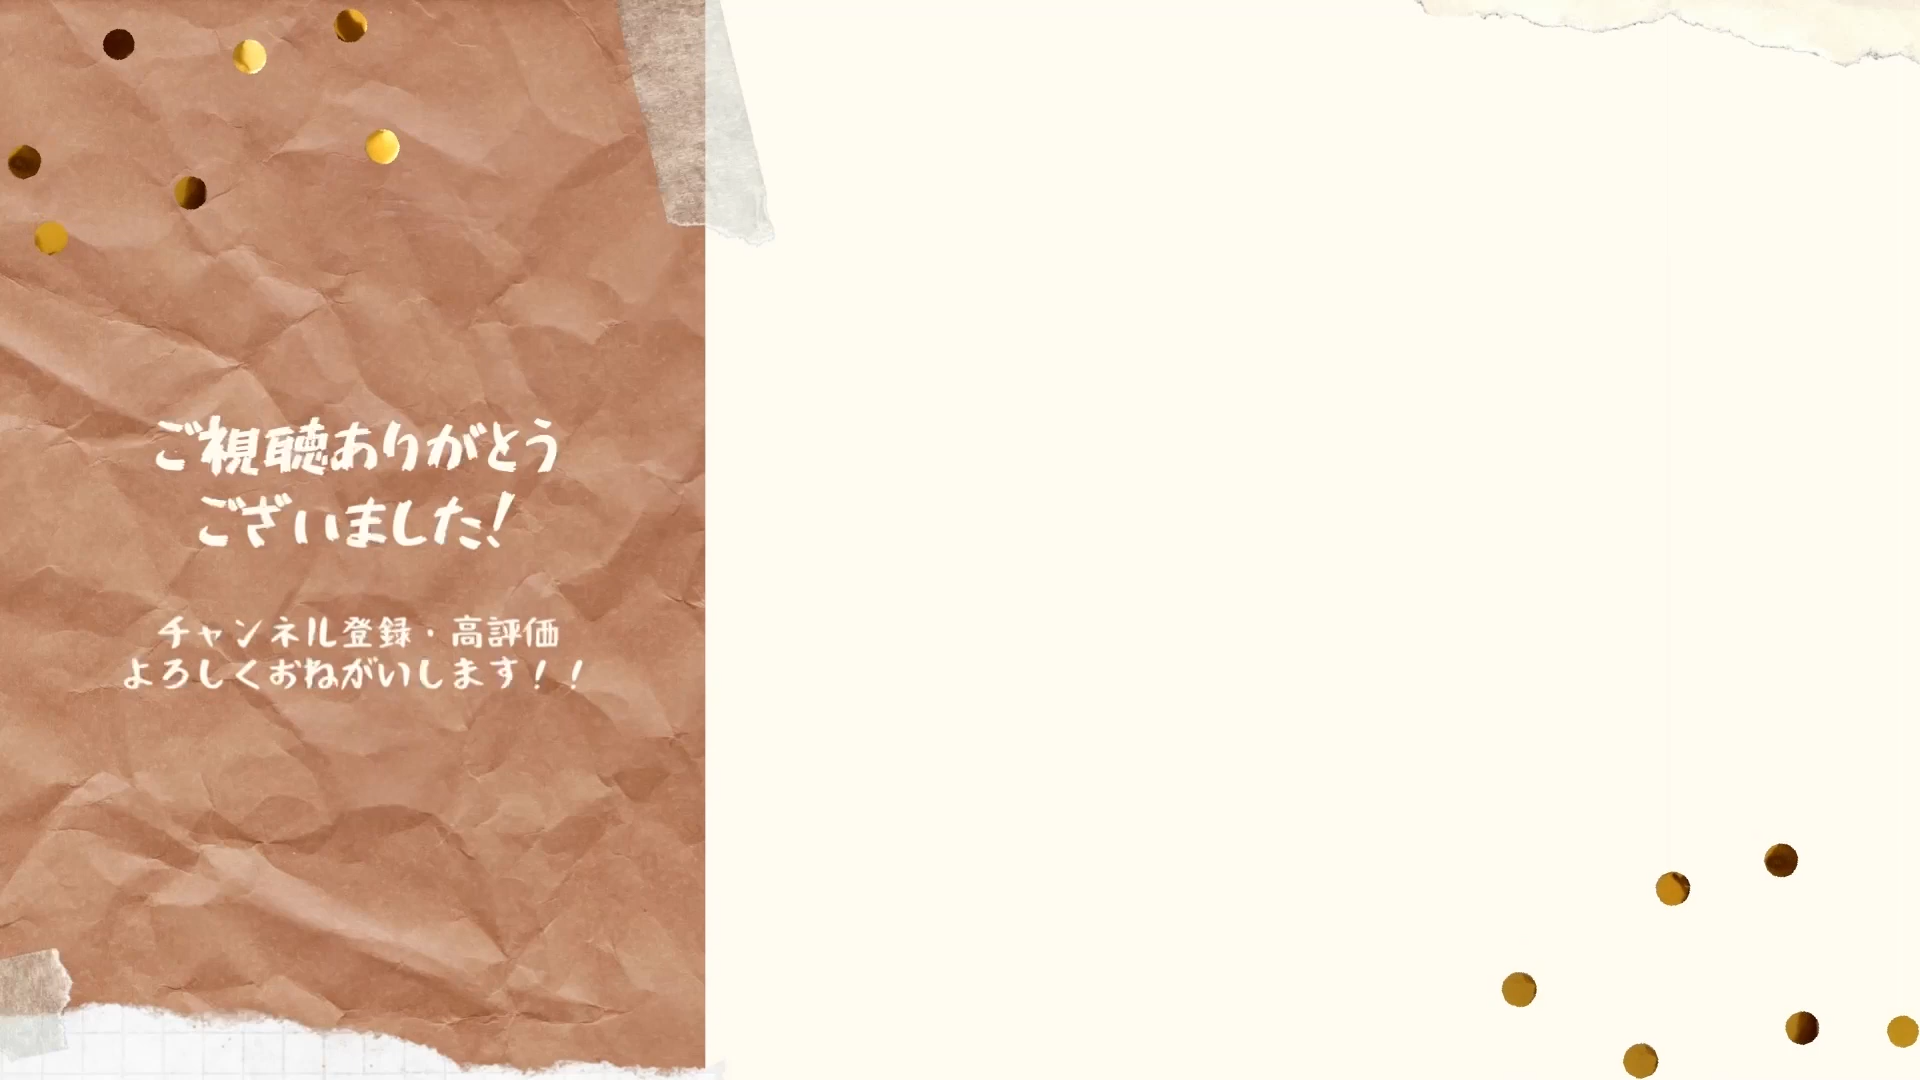 ご視聴ありがとう
ございました!
チャンネル登録・高評価
よろしくおねがいします！！